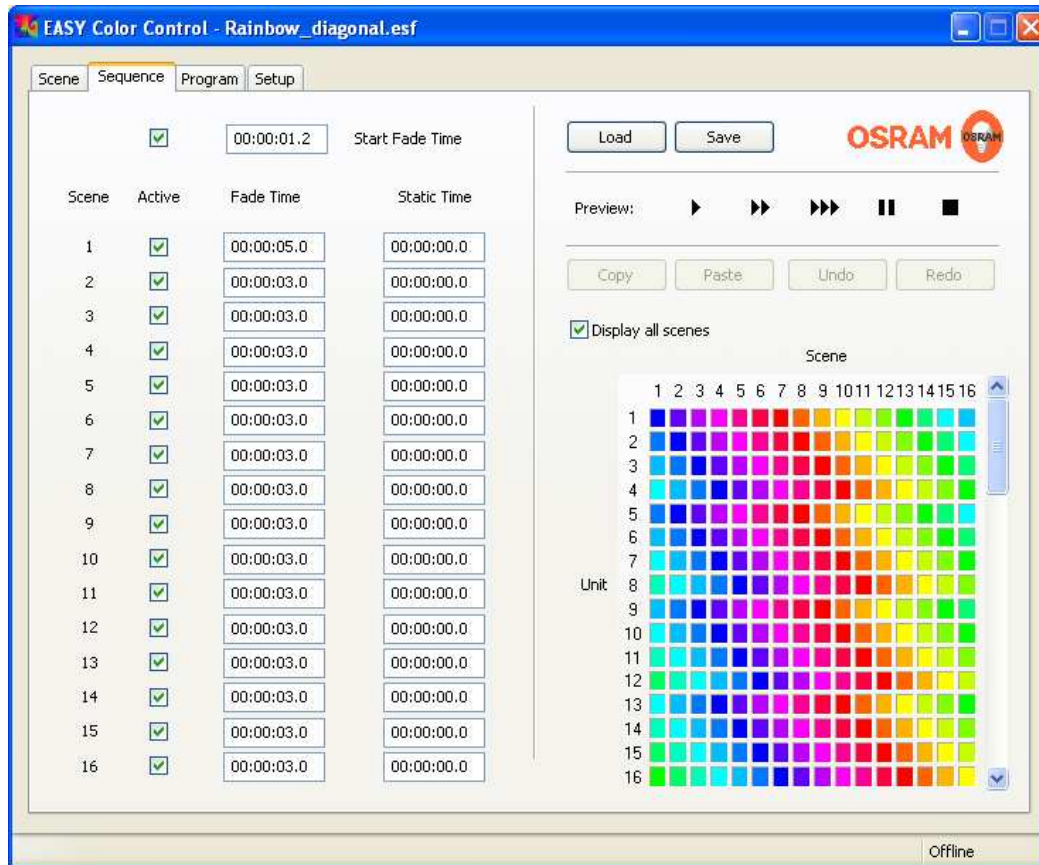 EASY Color Control - Rainbow_diagonal.esf
Scene Sequence Program Setup
00:00:01.2 Start Fade Time
Scene Active Fade Time Static Time
1 00:00:05.0 00:00:00.0
2 00:00:03.0 00:00:00.0
3 00:00:03.0 00:00:00.0
4 00:00:03.0 00:00:00.0
5 00:00:03.0 00:00:00.0
6 00:00:03.0 00:00:00.0
7 00:00:03.0 00:00:00.0
8 00:00:03.0 00:00:00.0
9 00:00:03.0 00:00:00.0
10 00:00:03.0 00:00:00.0
11 00:00:03.0 00:00:00.0
12 00:00:03.0 00:00:00.0
13 00:00:03.0 00:00:00.0
14 00:00:03.0 00:00:00.0
15 00:00:03.0 00:00:00.0
16 00:00:03.0 00:00:00.0
Load Save OSRAM OSRAM
Preview:
Copy Paste Undo Redo
Display all scenes
Scene
1 2 3 4 5 6 7 8 9 10 11 12 13 14 15 16
1
2
3
4
5
6
7
Unit 8
9
10
11
12
13
14
15
16
Offline